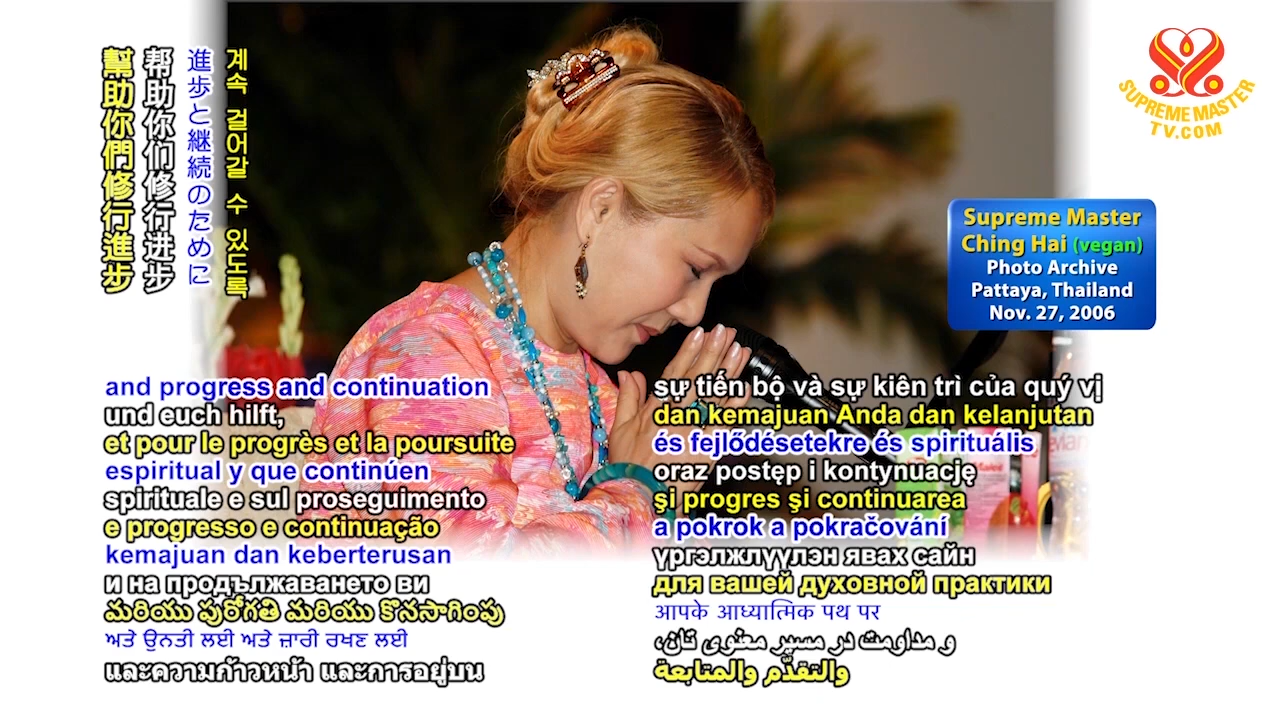 幫助你們修行進步
帮助你们修行进步
進歩と継続のために
계속 걸어갈 수 있도록
SUPREME MASTER
TV.COM
Supreme Master
Ching Hai (vegan)
Photo Archive
Pattaya, Thailand
Nov. 27, 2006
and progress and continuation
und euch hilft,
et pour le progrès et la poursuite
espiritual y que continúen
spirituale e sul proseguimento
e progresso e continuação
kemajuan dan keberterusan
и на продължаването ви
మరియు పురోగతి మరియు కొనసాగింపు
ਅਤੇ ਉਨਤੀ ਲਈ ਅਤੇ ਜ਼ਾਰੀ ਰਖਣ ਲਈ
และความก้าวหน้า และการอยู่บน
sự tiến bộ và sự kiên trì của quý vị
dan kemajuan Anda dan kelanjutan
és fejlődésetekre és spirituális
oraz postęp i kontynuację
şi progres şi continuarea
a pokrok a pokračování
үргэлжлүүлэн явах сайн
для вашей духовной практики
आपके आध्यात्मिक पथ पर
و مداومت در مسیر معنوی تان،
والتقدّم والمتابعة